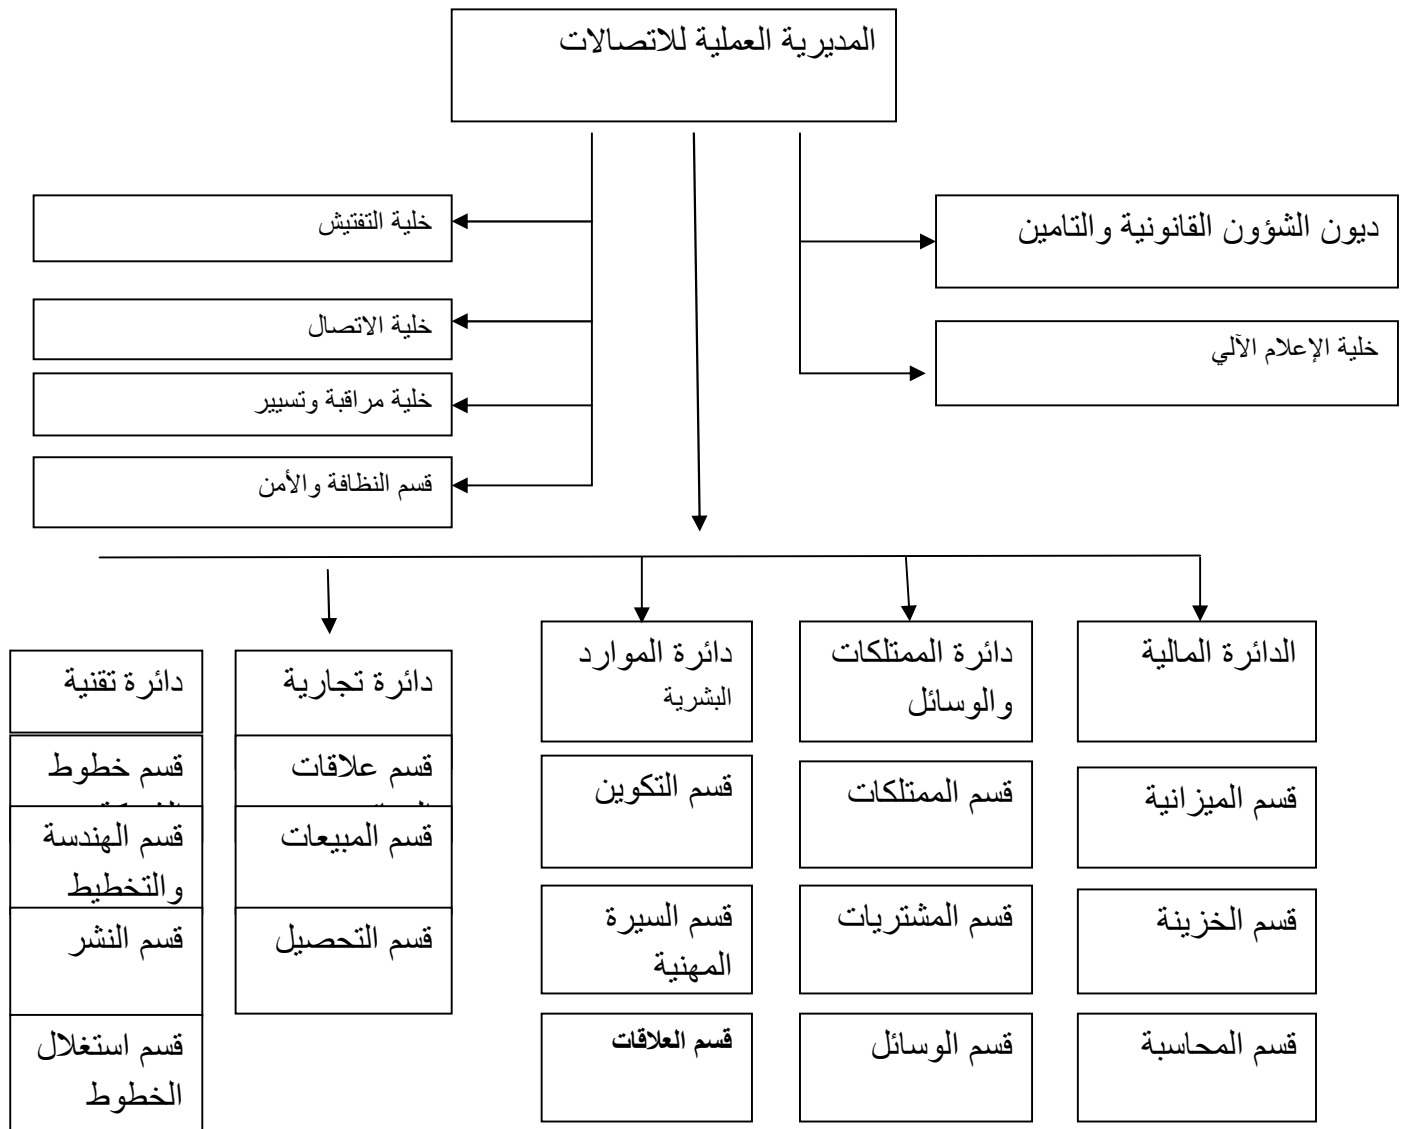 المديرية العملية للاتصالات
ديون الشؤون القانونية والتامين
خلية الإعلام الآلي
خلية التفتيش
خلية الاتصال
خلية مراقبة وتسيير
قسم النظافة والأمن
الدائرة المالية
قسم الميزانية
قسم الخزينة
قسم المحاسبة
دائرة الممتلكات
والوسائل
قسم الممتلكات
قسم المشتريات
قسم الوسائل
دائرة الموارد
البشرية
قسم التكوين
قسم السيرة
المهنية
قسم العلاقات
دائرة تجارية
قسم علاقات
قسم المبيعات
قسم التحصيل
دائرة تقنية
قسم خطوط
قسم الهندسة
والتخطيط
قسم النشر
قسم استغلال
الخطوط